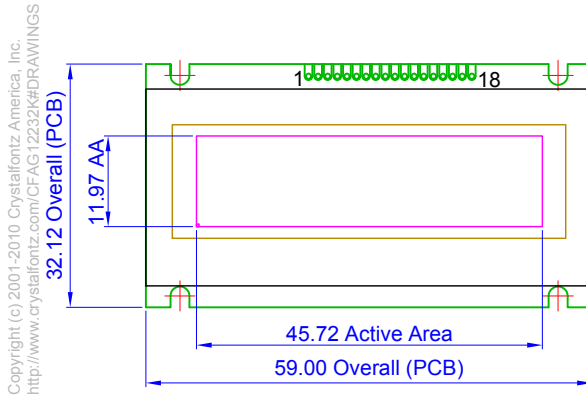 Copyright (c) 2001-2010 Crystalfontz America, Inc.
http://www.crystalfontz.com/CFAG12232K#DRAWINGS
32.12 Overall (PCB)
11.97 AA
1
18
45.72 Active Area
59.00 Overall (PCB)